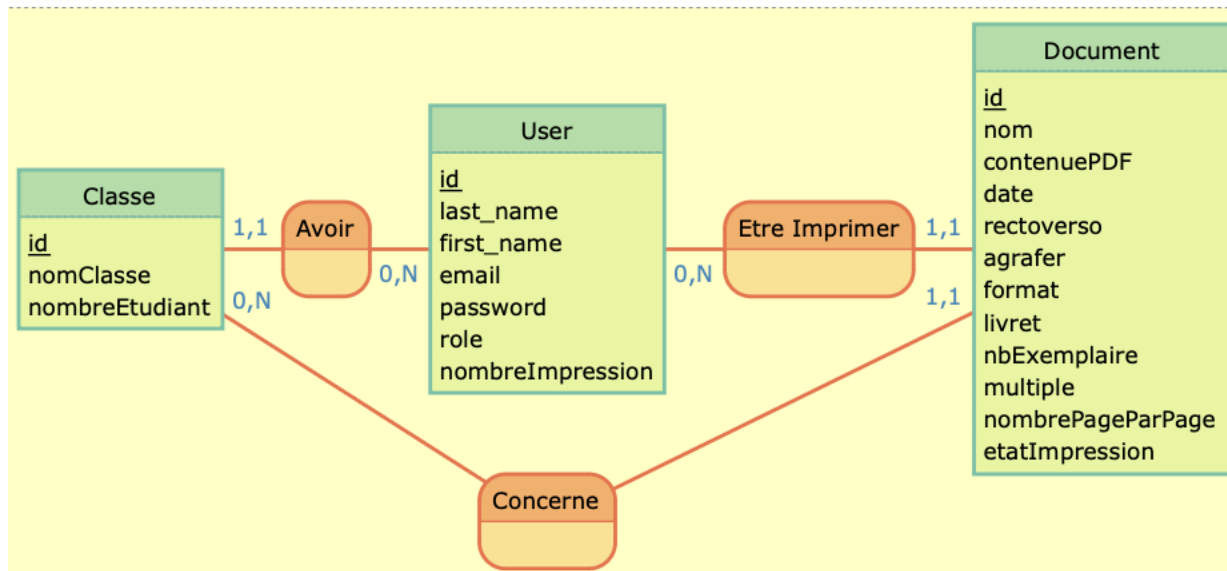 Classe
id
nomClasse
nombreEtudiant
1,1
0,N
Avoir
0,N
User
id
last_name
first_name
email
password
role
nombreImpression
0,N
Etre Imprimer
1,1
1,1
Document
id
nom
contenuePDF
date
rectoverso
agrafer
format
livret
nbExemplaire
multiple
nombrePageParPage
etatImpression
Concerne